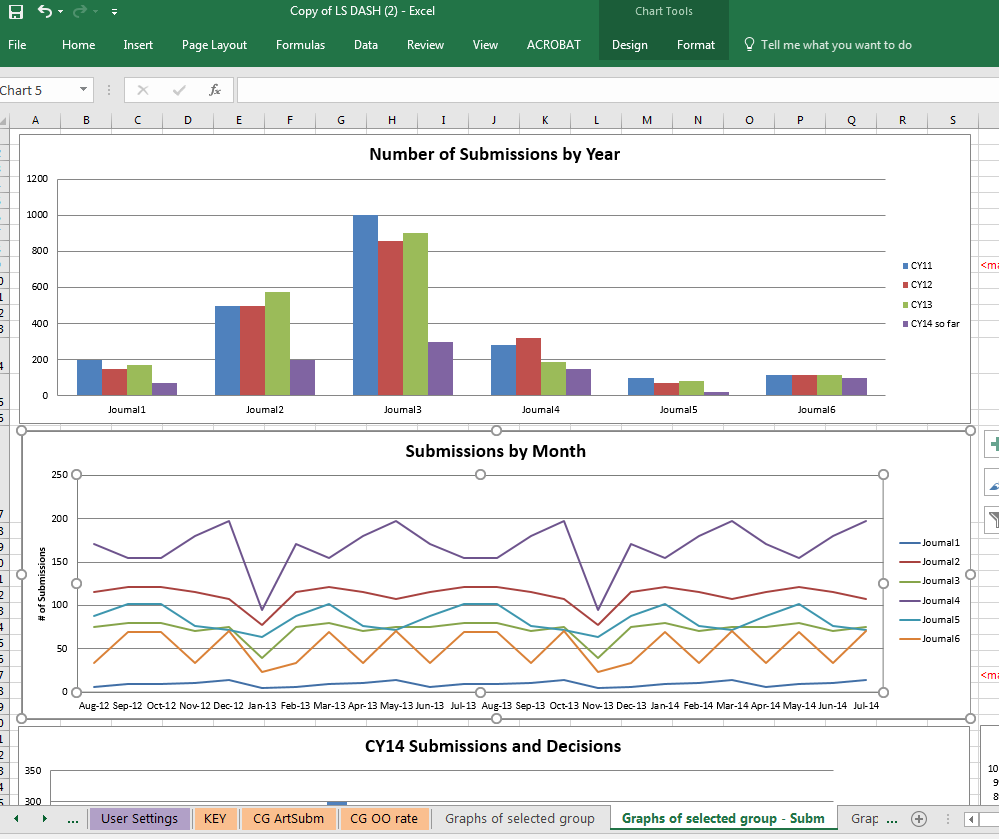 Copy of LS DASH (2) - Excel
Chart Tools
File Home Insert Page Layout Formulas Data Review View ACROBAT Design Format Tell me what you want to do
Chart 5 fx
A B C D E F G H I J K L M N O P Q R S
Number of Submissions by Year
1200
1000
800
600
400
200
0
Journal1 Journal2 Journal3 Journal4 Journal5 Journal6
CY11
CY12
CY13
CY14 so far
<ma
Submissions by Month
# of Submissions
250
200
150
100
50
0
Aug-12 Sep-12 Oct-12 Nov-12 Dec-12 Jan-13 Feb-13 Mar-13 Apr-13 May-13 Jun-13 Jul-13 Aug-13 Sep-13 Oct-13 Nov-13 Dec-13 Jan-14 Feb-14 Mar-14 Apr-14 May-14 Jun-14 Jul-14
Journal1
Journal2
Journal3
Journal4
Journal5
Journal6
<ma
CY14 Submissions and Decisions
350
300
10
9
8
... User Settings KEY CG ArtSubm CG OO rate Graphs of selected group Graphs of selected group - Subm Grap ...